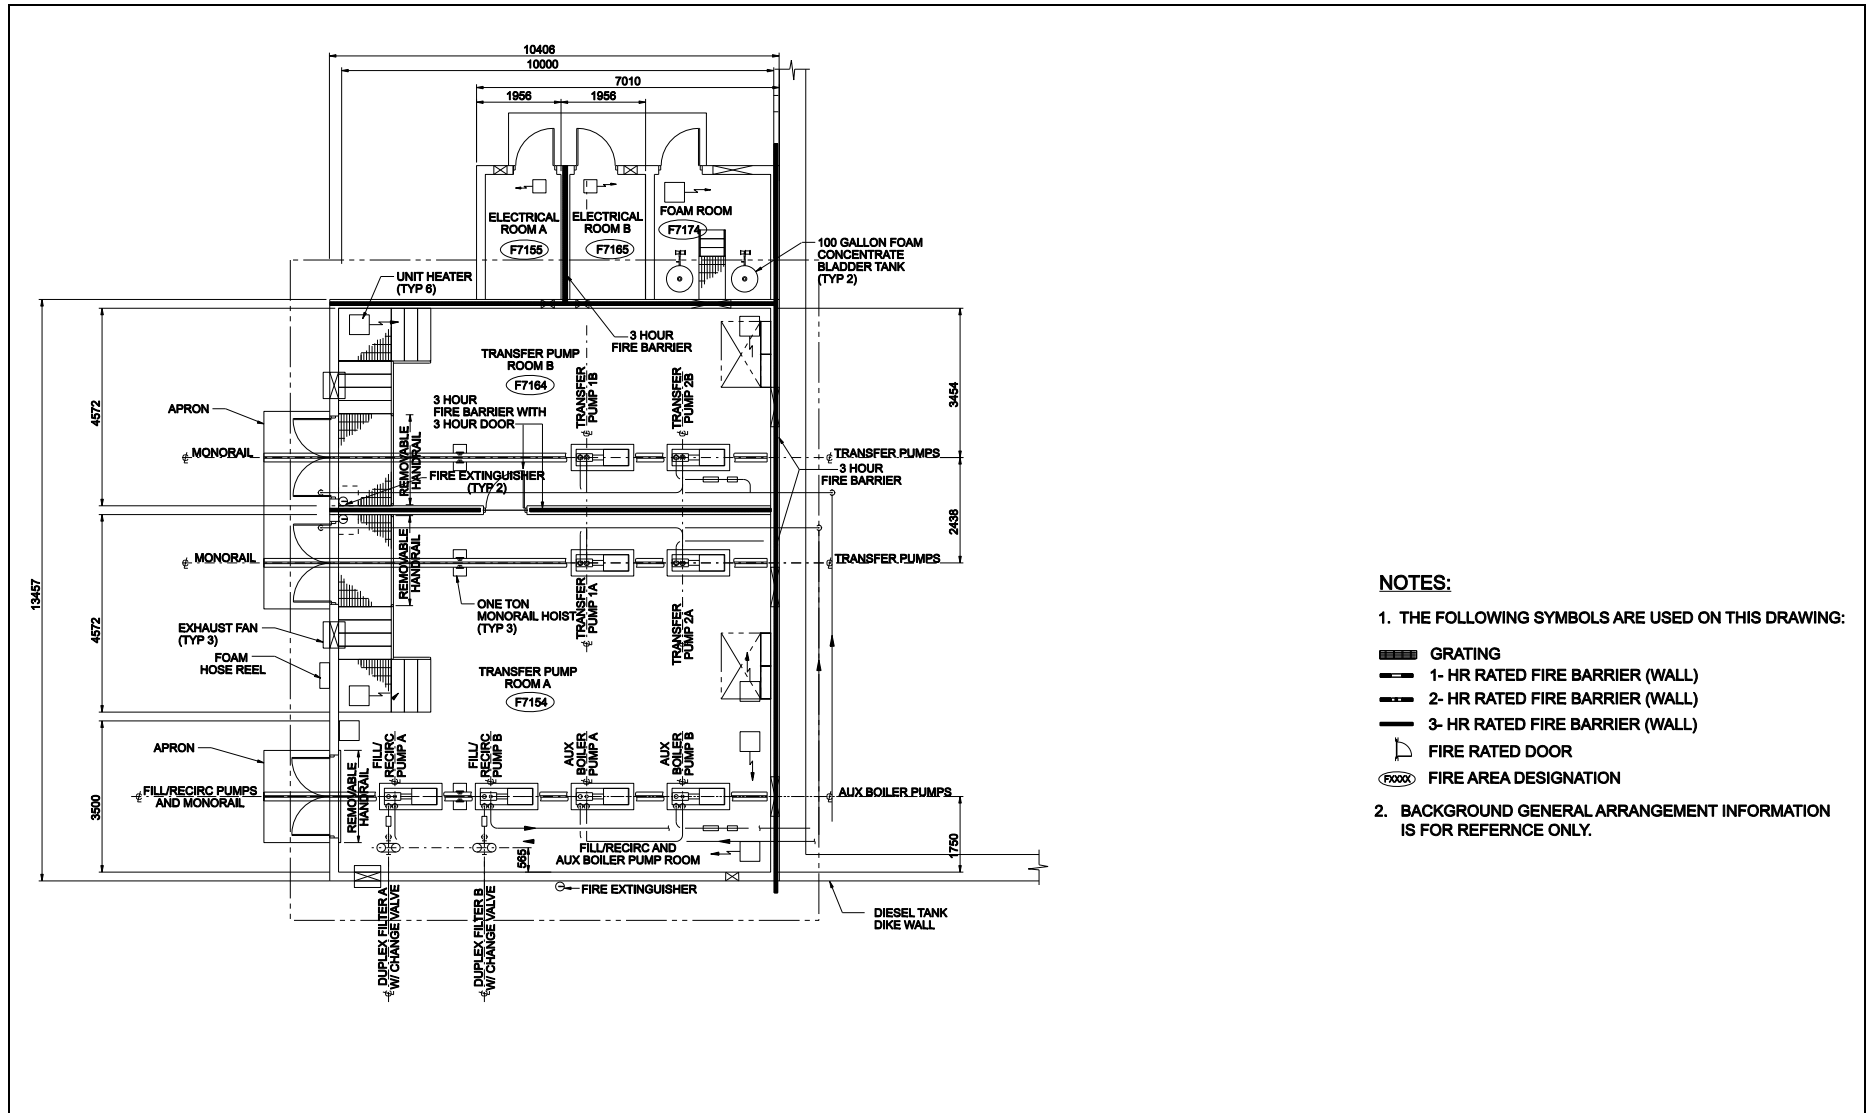 10406
10000
7010
1956
1956
ELECTRICAL
ROOM A
F7155
ELECTRICAL
ROOM B
F7165
FOAM ROOM
F7174
100 GALLON FOAM
CONCENTRATE
BLADDER TANK
(TYP 2)
UNIT HEATER
(TYP 6)
3 HOUR
FIRE BARRIER
TRANSFER PUMP
ROOM B
F7164
TRANSFER
PUMP 1B
TRANSFER
PUMP 2B
3454
4572
APRON
3 HOUR
FIRE BARRIER WITH
3 HOUR DOOR
REMOVABLE
HANDRAIL
MONORAIL
TRANSFER PUMPS
3 HOUR
FIRE BARRIER
FIRE EXTINGUISHER
(TYP 2)
2438
REMOVABLE
HANDRAIL
MONORAIL
TRANSFER PUMPS
13457
4572
ONE TON
MONORAIL HOIST
(TYP 3)
TRANSFER
PUMP 1A
TRANSFER
PUMP 2A
EXHAUST FAN
(TYP 3)
FOAM
HOSE REEL
TRANSFER PUMP
ROOM A
F7154
APRON
FILL/
RECIRC
PUMP A
FILL/
RECIRC
PUMP B
AUX
BOILER
PUMP A
AUX
BOILER
PUMP B
FILL/RECIRC PUMPS
AND MONORAIL
REMOVABLE
HANDRAIL
AUX BOILER PUMPS
3500
1750
565
FILL/RECIRC AND
AUX BOILER PUMP ROOM
FIRE EXTINGUISHER
DUPLEX FILTER A
W/ CHANGE VALVE
DUPLEX FILTER B
W/ CHANGE VALVE
DIESEL TANK
DIKE WALL
NOTES:
1. THE FOLLOWING SYMBOLS ARE USED ON THIS DRAWING:
GRATING
1- HR RATED FIRE BARRIER (WALL)
2- HR RATED FIRE BARRIER (WALL)
3- HR RATED FIRE BARRIER (WALL)
FIRE RATED DOOR
FXXXX FIRE AREA DESIGNATION
2. BACKGROUND GENERAL ARRANGEMENT INFORMATION
IS FOR REFERNCE ONLY.